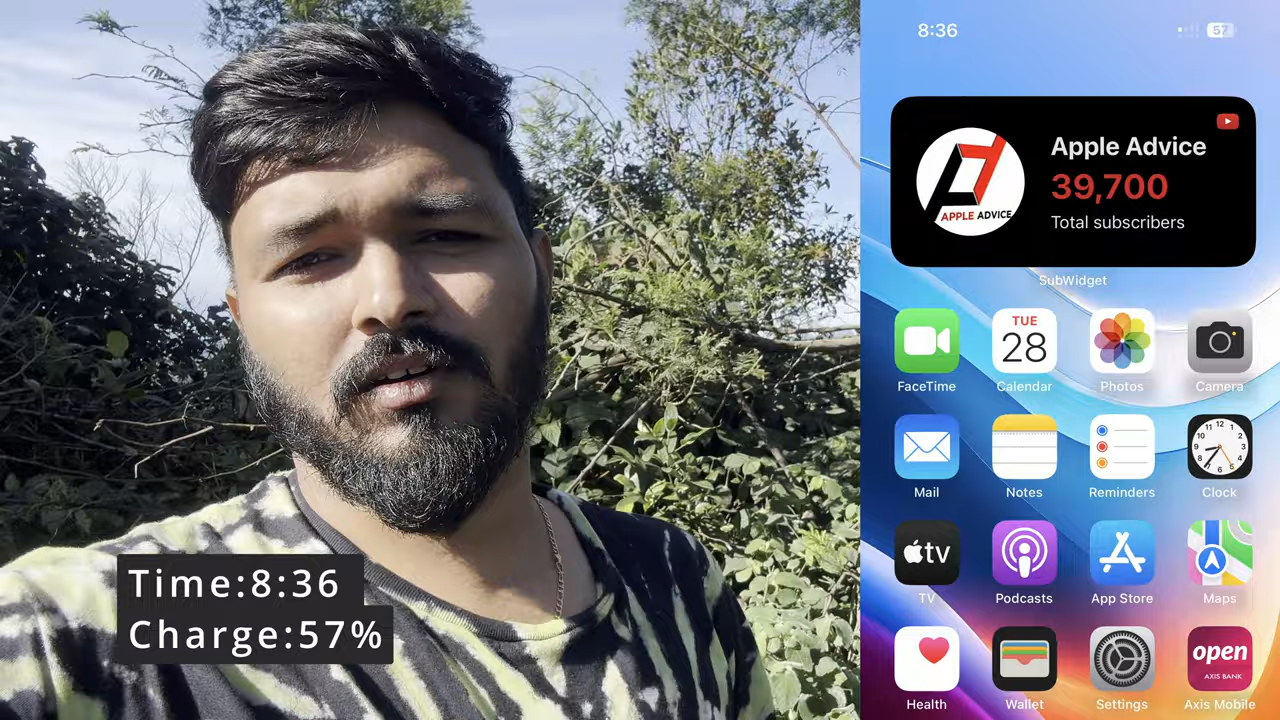 Time:8:36
Charge:57%
8:36
57
Apple Advice
39,700
Total subscribers
APPLE ADVICE
SubWidget
TUE
28
FaceTime
Calendar
Photos
Camera
Mail
Notes
Reminders
Clock
tv
TV
Podcasts
App Store
Maps
open
AXIS BANK
Health
Wallet
Settings
Axis Mobile